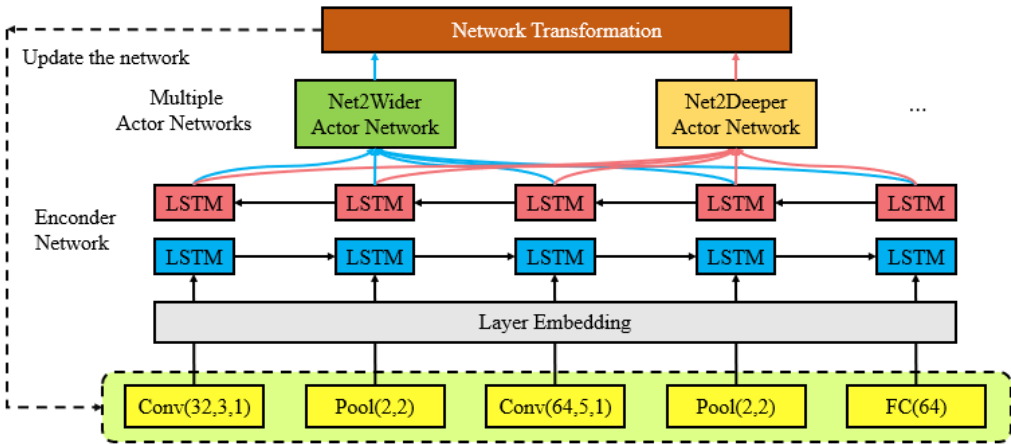 Network Transformation
Update the network
Multiple
Actor Networks
Net2Wider
Actor Network
Net2Deeper
Actor Network
...
Enconder
Network
LSTM LSTM LSTM LSTM LSTM
LSTM LSTM LSTM LSTM LSTM
Layer Embedding
Conv(32,3,1) Pool(2,2) Conv(64,5,1) Pool(2,2) FC(64)